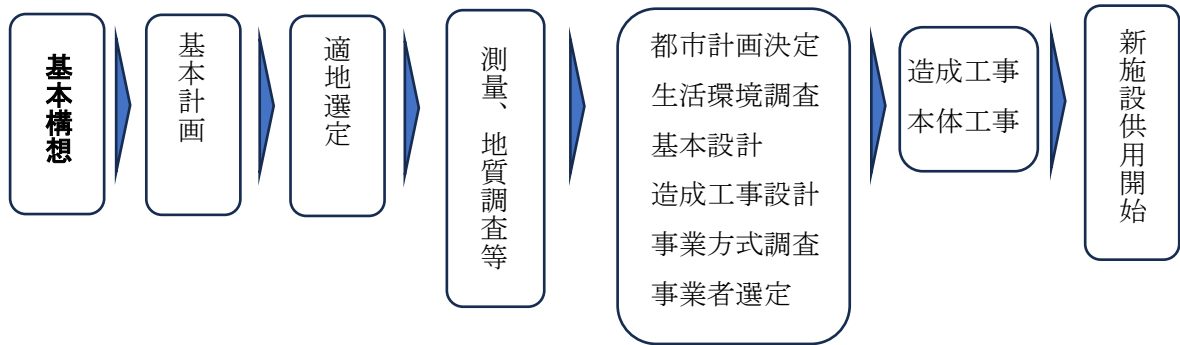 基本構想
基本計画
適地選定
測量、地質調査等
都市計画決定
生活環境調査
基本設計
造成工事設計
事業方式調査
事業者選定
造成工事
本体工事
新施設供用開始